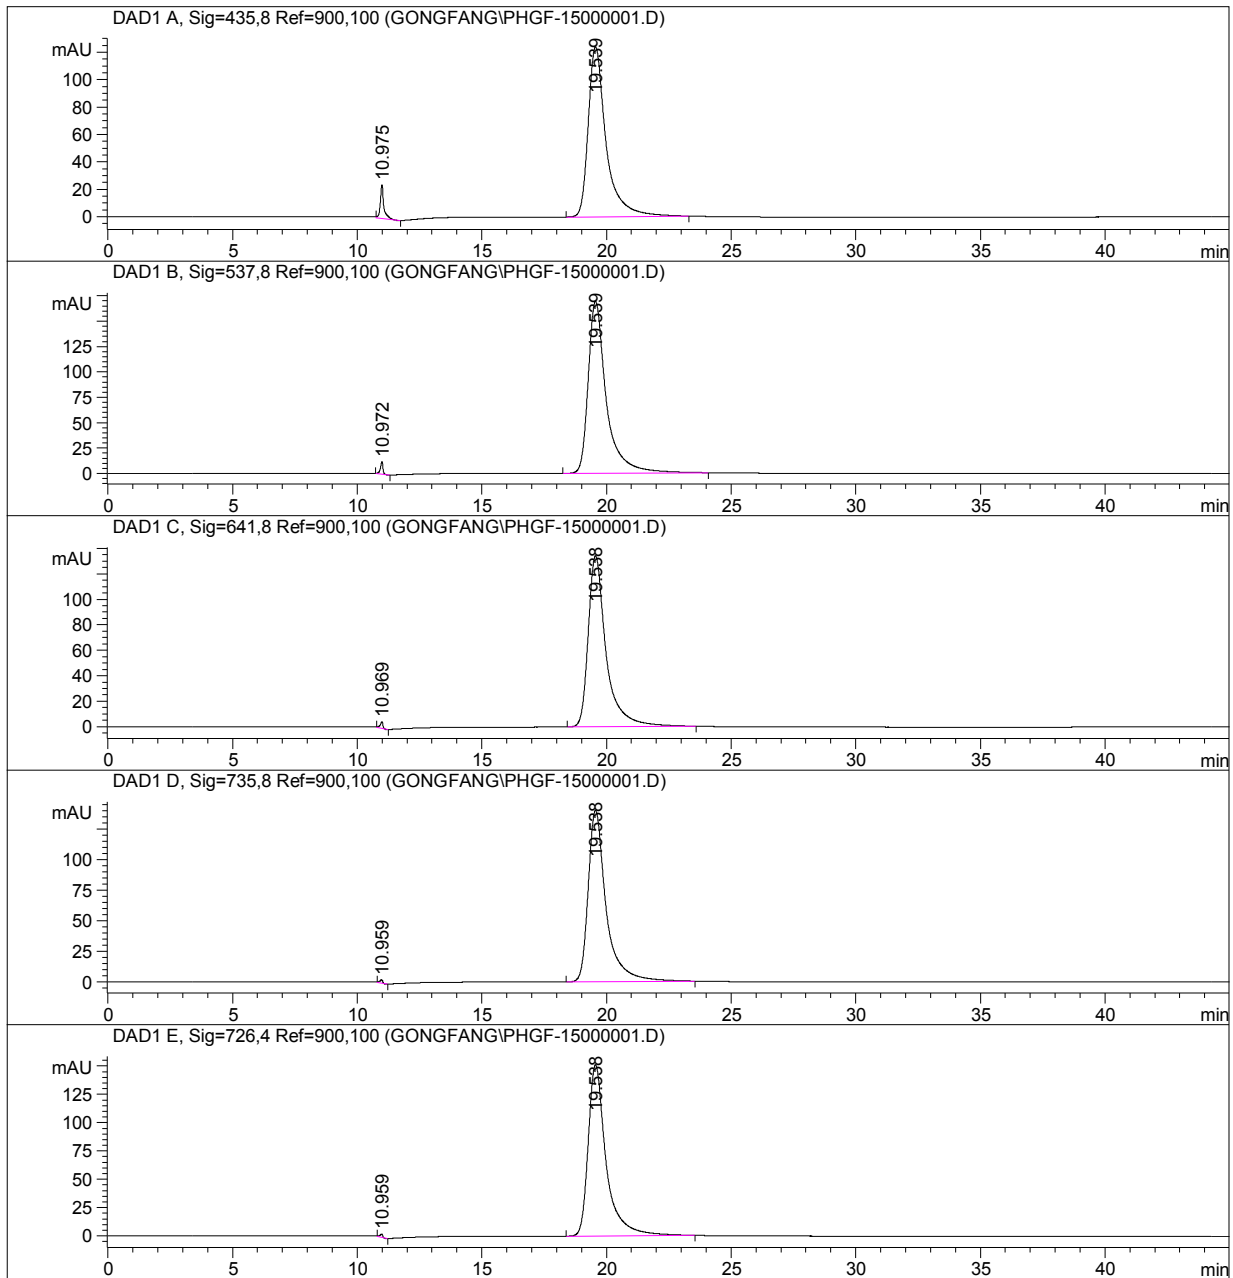 DAD1 A, Sig=435,8 Ref=900,100 (GONGFANG\PHGF-15000001.D)
mAU
100
80
60
40
20
0
10.975
19.539
0 5 10 15 20 25 30 35 40 min
DAD1 B, Sig=537,8 Ref=900,100 (GONGFANG\PHGF-15000001.D)
mAU
125
100
75
50
25
0
10.972
19.539
0 5 10 15 20 25 30 35 40 min
DAD1 C, Sig=641,8 Ref=900,100 (GONGFANG\PHGF-15000001.D)
mAU
100
80
60
40
20
0
10.969
19.538
0 5 10 15 20 25 30 35 40 min
DAD1 D, Sig=735,8 Ref=900,100 (GONGFANG\PHGF-15000001.D)
mAU
100
75
50
25
0
10.959
19.538
0 5 10 15 20 25 30 35 40 min
DAD1 E, Sig=726,4 Ref=900,100 (GONGFANG\PHGF-15000001.D)
mAU
125
100
75
50
25
0
10.959
19.538
0 5 10 15 20 25 30 35 40 min